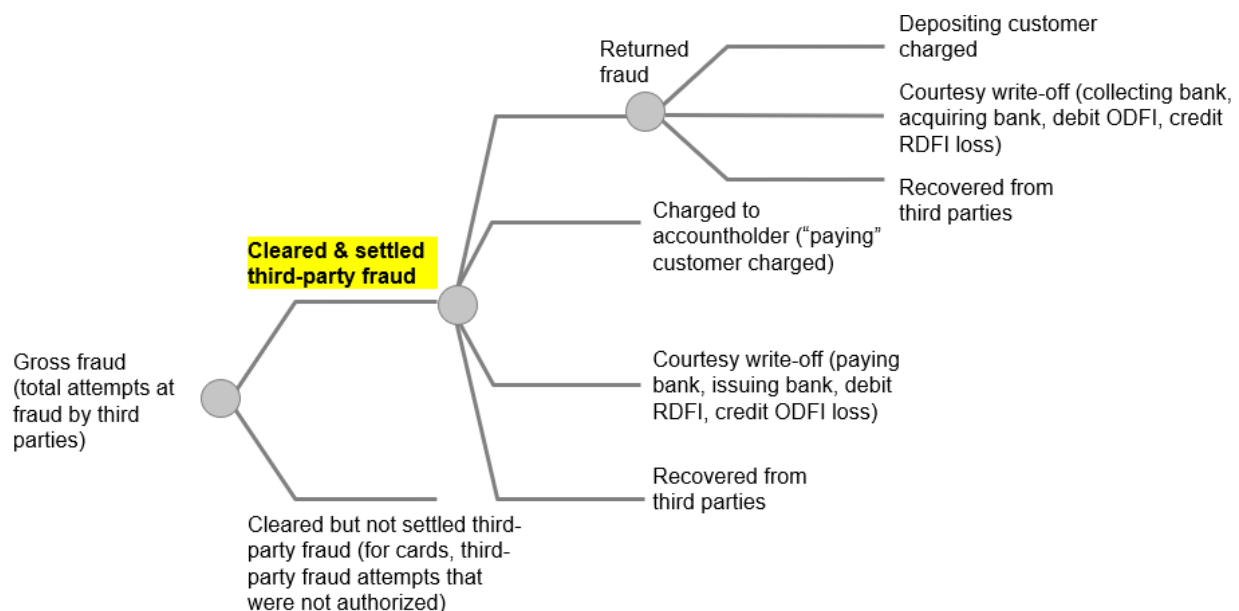 Gross fraud
(total attempts at
fraud by third
parties)
Cleared & settled
third-party fraud
Cleared but not settled third-
party fraud (for cards, third-
party fraud attempts that
were not authorized)
Returned
fraud
Depositing customer
charged
Courtesy write-off (collecting bank,
acquiring bank, debit ODFI, credit
RDFI loss)
Recovered from
third parties
Charged to
accountholder (“paying”
customer charged)
Courtesy write-off (paying
bank, issuing bank, debit
RDFI, credit ODFI loss)
Recovered from
third parties